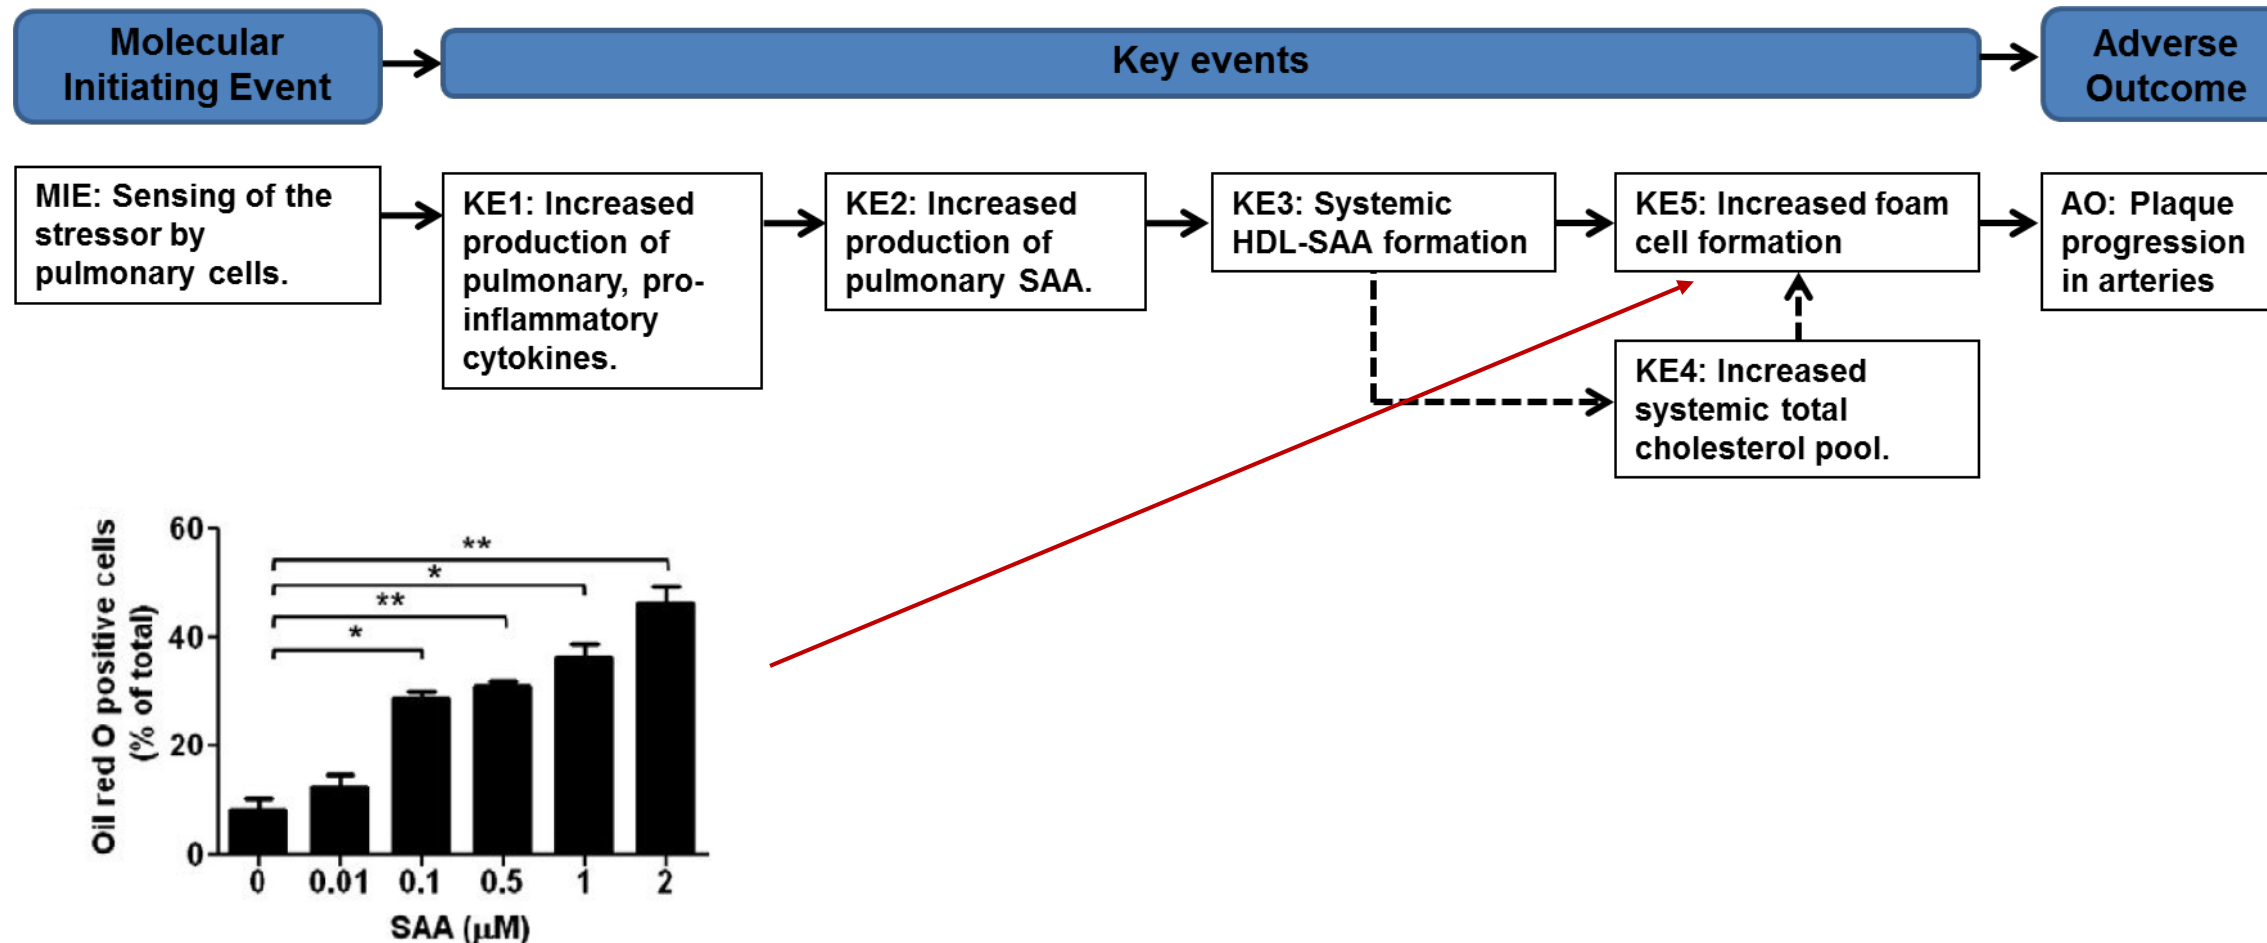 Molecular
Initiating Event
Key events
Adverse
Outcome
MIE: Sensing of the
stressor by
pulmonary cells.
KE1: Increased
production of
pulmonary, pro-
inflammatory
cytokines.
KE2: Increased
production of
pulmonary SAA.
KE3: Systemic
HDL-SAA formation
KE5: Increased foam
cell formation
AO: Plaque
progression
in arteries
KE4: Increased
systemic total
cholesterol pool.
Oil red O positive cells
(% of total)
60
40
20
0
**
*
**
*
0 0.01 0.1 0.5 1 2
SAA (μM)